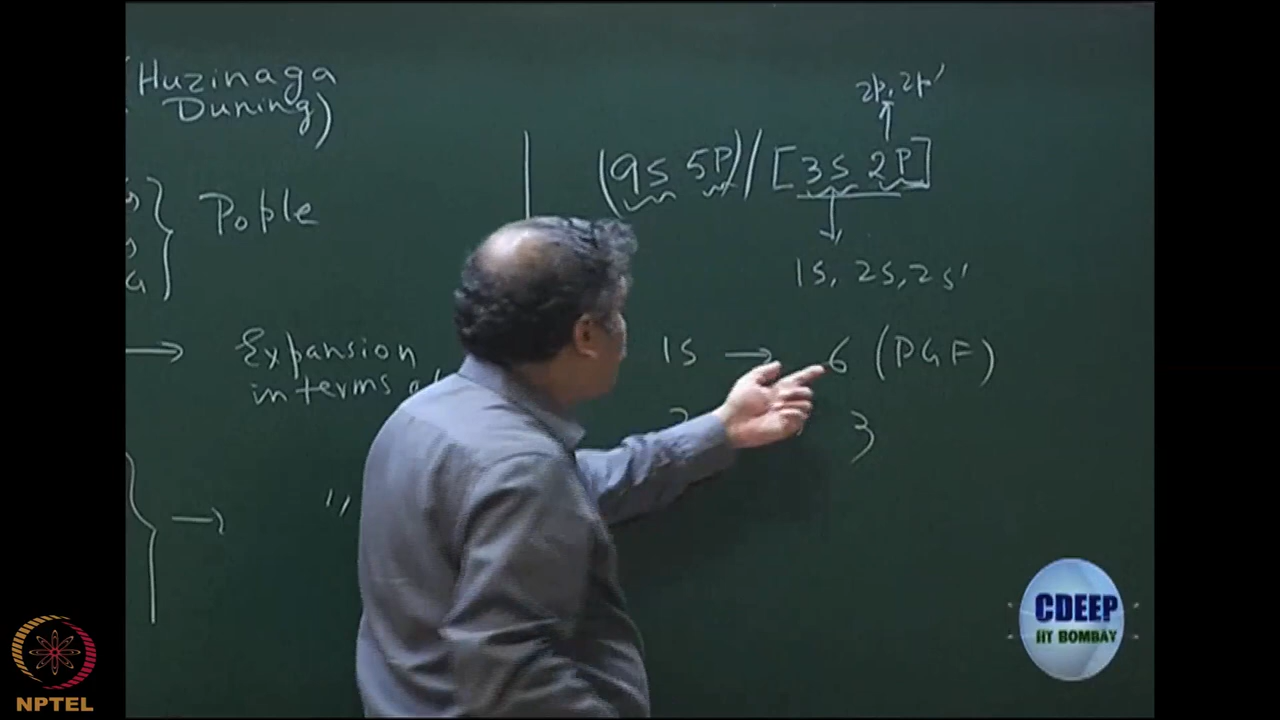 (Huzinaga
Duning)
Pople
2p, 2p'
(9s 5P) / [3s 2P]
1s, 2s, 2s'
→ Expansion
in terms
1s → 6 (PGF)
3
→ "
CDEEP
IIT BOMBAY
NPTEL